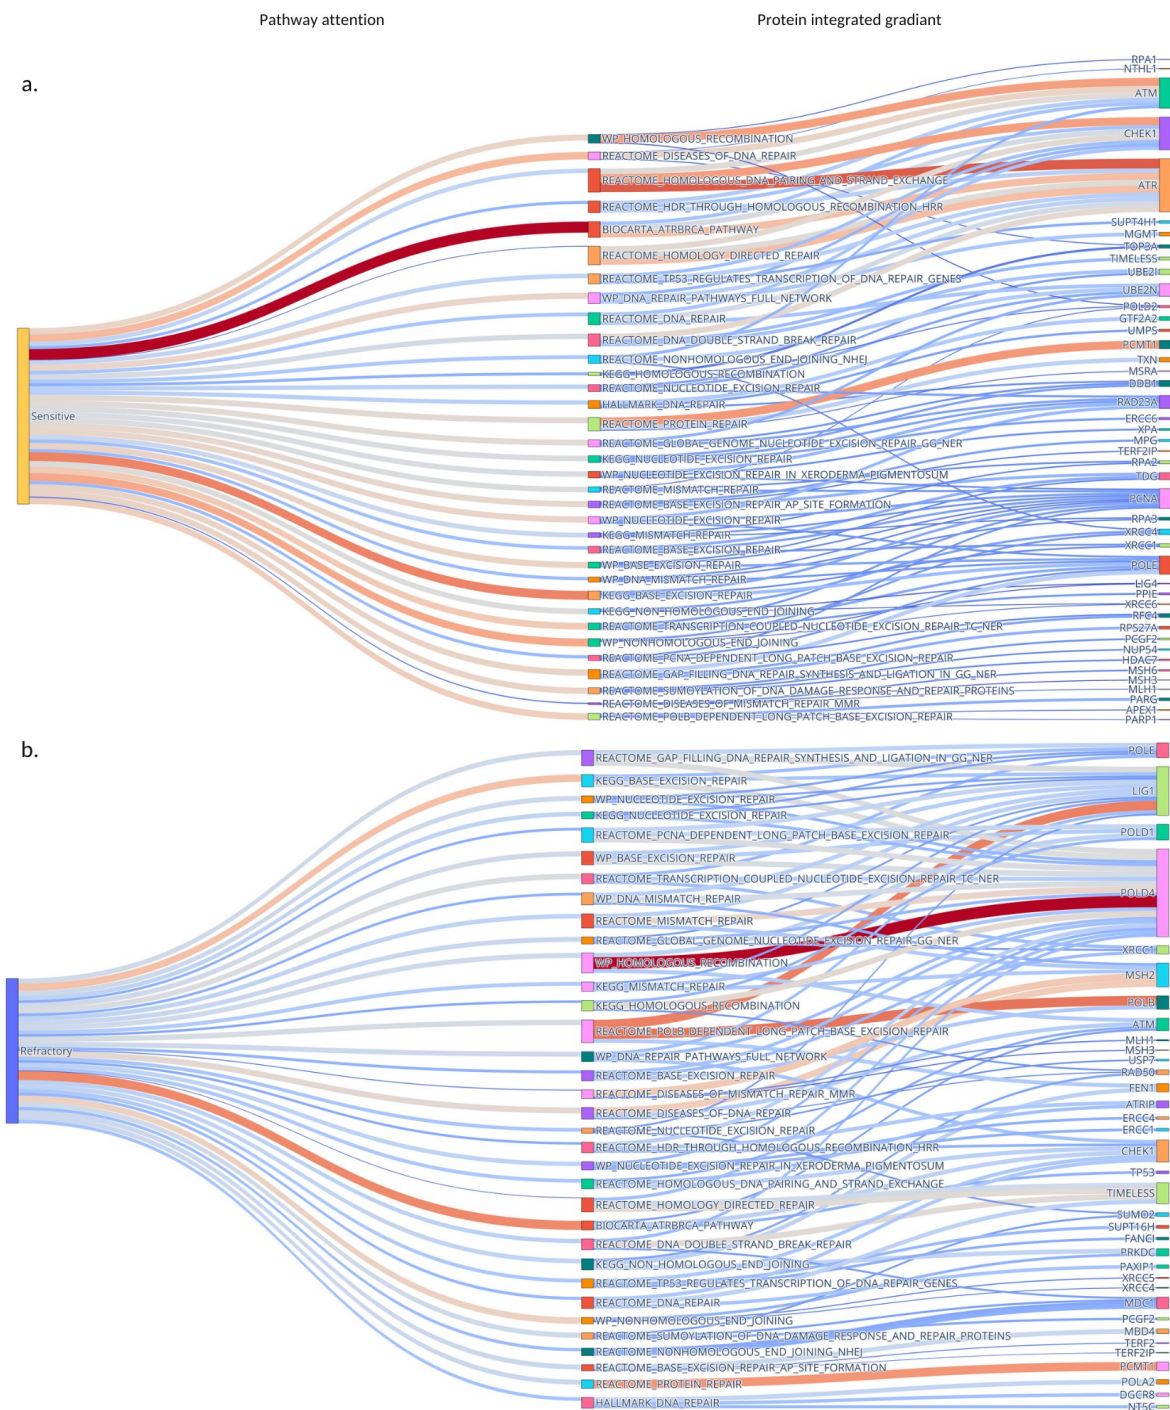 Pathway attention
Protein integrated gradiant
a.
Sensitive
WP_HOMOLOGOUS_RECOMBINATION
REACTOME_DISEASES_OF_DNA_REPAIR
REACTOME_HOMOLOGOUS_DNA_PAIRING_AND_STRAND_EXCHANGE
REACTOME_HDR_THROUGH_HOMOLOGOUS_RECOMBINATION_HRR
BIOCARTA_ATRBRCA_PATHWAY
REACTOME_HOMOLOGY_DIRECTED_REPAIR
REACTOME_TP53_REGULATES_TRANSCRIPTION_OF_DNA_REPAIR_GENES
WP_DNA_REPAIR_PATHWAYS_FULL_NETWORK
REACTOME_DNA_REPAIR
REACTOME_DNA_DOUBLE_STRAND_BREAK_REPAIR
REACTOME_NONHOMOLOGOUS_END_JOINING_NHEJ
KEGG_HOMOLOGOUS_RECOMBINATION
REACTOME_NUCLEOTIDE_EXCISION_REPAIR
HALLMARK_DNA_REPAIR
REACTOME_PROTEIN_REPAIR
REACTOME_GLOBAL_GENOME_NUCLEOTIDE_EXCISION_REPAIR_GG_NER
KEGG_NUCLEOTIDE_EXCISION_REPAIR
WP_NUCLEOTIDE_EXCISION_REPAIR_IN_XERODERMA_PIGMENTOSUM
REACTOME_MISMATCH_REPAIR
REACTOME_BASE_EXCISION_REPAIR_AP_SITE_FORMATION
WP_NUCLEOTIDE_EXCISION_REPAIR
KEGG_MISMATCH_REPAIR
REACTOME_BASE_EXCISION_REPAIR
WP_BASE_EXCISION_REPAIR
WP_DNA_MISMATCH_REPAIR
KEGG_BASE_EXCISION_REPAIR
KEGG_NON_HOMOLOGOUS_END_JOINING
REACTOME_TRANSCRIPTION_COUPLED_NUCLEOTIDE_EXCISION_REPAIR_TC_NER
WP_NONHOMOLOGOUS_END_JOINING
REACTOME_PCNA_DEPENDENT_LONG_PATCH_BASE_EXCISION_REPAIR
REACTOME_GAP_FILLING_DNA_REPAIR_SYNTHESIS_AND_LIGATION_IN_GG_NER
REACTOME_SUMOYLATION_OF_DNA_DAMAGE_RESPONSE_AND_REPAIR_PROTEINS
REACTOME_DISEASES_OF_MISMATCH_REPAIR_MMR
REACTOME_POLB_DEPENDENT_LONG_PATCH_BASE_EXCISION_REPAIR
RPA1
NTHL1
ATM
CHEK1
ATR
SUPT4H1
MGMT
TOP3A
TIMELESS
UBE2I
UBE2N
POLD2
GTF2A2
UMPS
PCMT1
TXN
MSRA
DDB1
RAD23A
ERCC6
XPA
MPG
TERF2IP
RPA2
TDG
PCNA
RPA3
XRCC4
XRCC1
POLE
LIG4
PPIE
XRCC6
RFC4
RPS27A
PCGF2
NUP54
HDAC7
MSH6
MSH3
MLH1
PARG
APEX1
PARP1
b.
Refractory
REACTOME_GAP_FILLING_DNA_REPAIR_SYNTHESIS_AND_LIGATION_IN_GG_NER
KEGG_BASE_EXCISION_REPAIR
WP_NUCLEOTIDE_EXCISION_REPAIR
KEGG_NUCLEOTIDE_EXCISION_REPAIR
REACTOME_PCNA_DEPENDENT_LONG_PATCH_BASE_EXCISION_REPAIR
WP_BASE_EXCISION_REPAIR
REACTOME_TRANSCRIPTION_COUPLED_NUCLEOTIDE_EXCISION_REPAIR_TC_NER
WP_DNA_MISMATCH_REPAIR
REACTOME_MISMATCH_REPAIR
REACTOME_GLOBAL_GENOME_NUCLEOTIDE_EXCISION_REPAIR_GG_NER
WP_HOMOLOGOUS_RECOMBINATION
KEGG_MISMATCH_REPAIR
KEGG_HOMOLOGOUS_RECOMBINATION
REACTOME_POLB_DEPENDENT_LONG_PATCH_BASE_EXCISION_REPAIR
WP_DNA_REPAIR_PATHWAYS_FULL_NETWORK
REACTOME_BASE_EXCISION_REPAIR
REACTOME_DISEASES_OF_MISMATCH_REPAIR_MMR
REACTOME_DISEASES_OF_DNA_REPAIR
REACTOME_NUCLEOTIDE_EXCISION_REPAIR
REACTOME_HDR_THROUGH_HOMOLOGOUS_RECOMBINATION_HRR
WP_NUCLEOTIDE_EXCISION_REPAIR_IN_XERODERMA_PIGMENTOSUM
REACTOME_HOMOLOGOUS_DNA_PAIRING_AND_STRAND_EXCHANGE
REACTOME_HOMOLOGY_DIRECTED_REPAIR
BIOCARTA_ATRBRCA_PATHWAY
REACTOME_DNA_DOUBLE_STRAND_BREAK_REPAIR
KEGG_NON_HOMOLOGOUS_END_JOINING
REACTOME_TP53_REGULATES_TRANSCRIPTION_OF_DNA_REPAIR_GENES
REACTOME_DNA_REPAIR
WP_NONHOMOLOGOUS_END_JOINING
REACTOME_SUMOYLATION_OF_DNA_DAMAGE_RESPONSE_AND_REPAIR_PROTEINS
REACTOME_NONHOMOLOGOUS_END_JOINING_NHEJ
REACTOME_BASE_EXCISION_REPAIR_AP_SITE_FORMATION
REACTOME_PROTEIN_REPAIR
HALLMARK_DNA_REPAIR
POLE
LIG1
POLD1
POLD4
XRCC1
MSH2
POLB
ATM
MLH1
MSH3
USP7
RAD50
FEN1
ATRIP
ERCC4
ERCC1
CHEK1
TP53
TIMELESS
SUMO2
SUPT16H
FANCI
PRKDC
PAXIP1
XRCC5
XRCC4
MDC1
PCGF2
MBD4
TERF2
TERF2IP
PCMT1
POLA2
DGCR8
NT5C